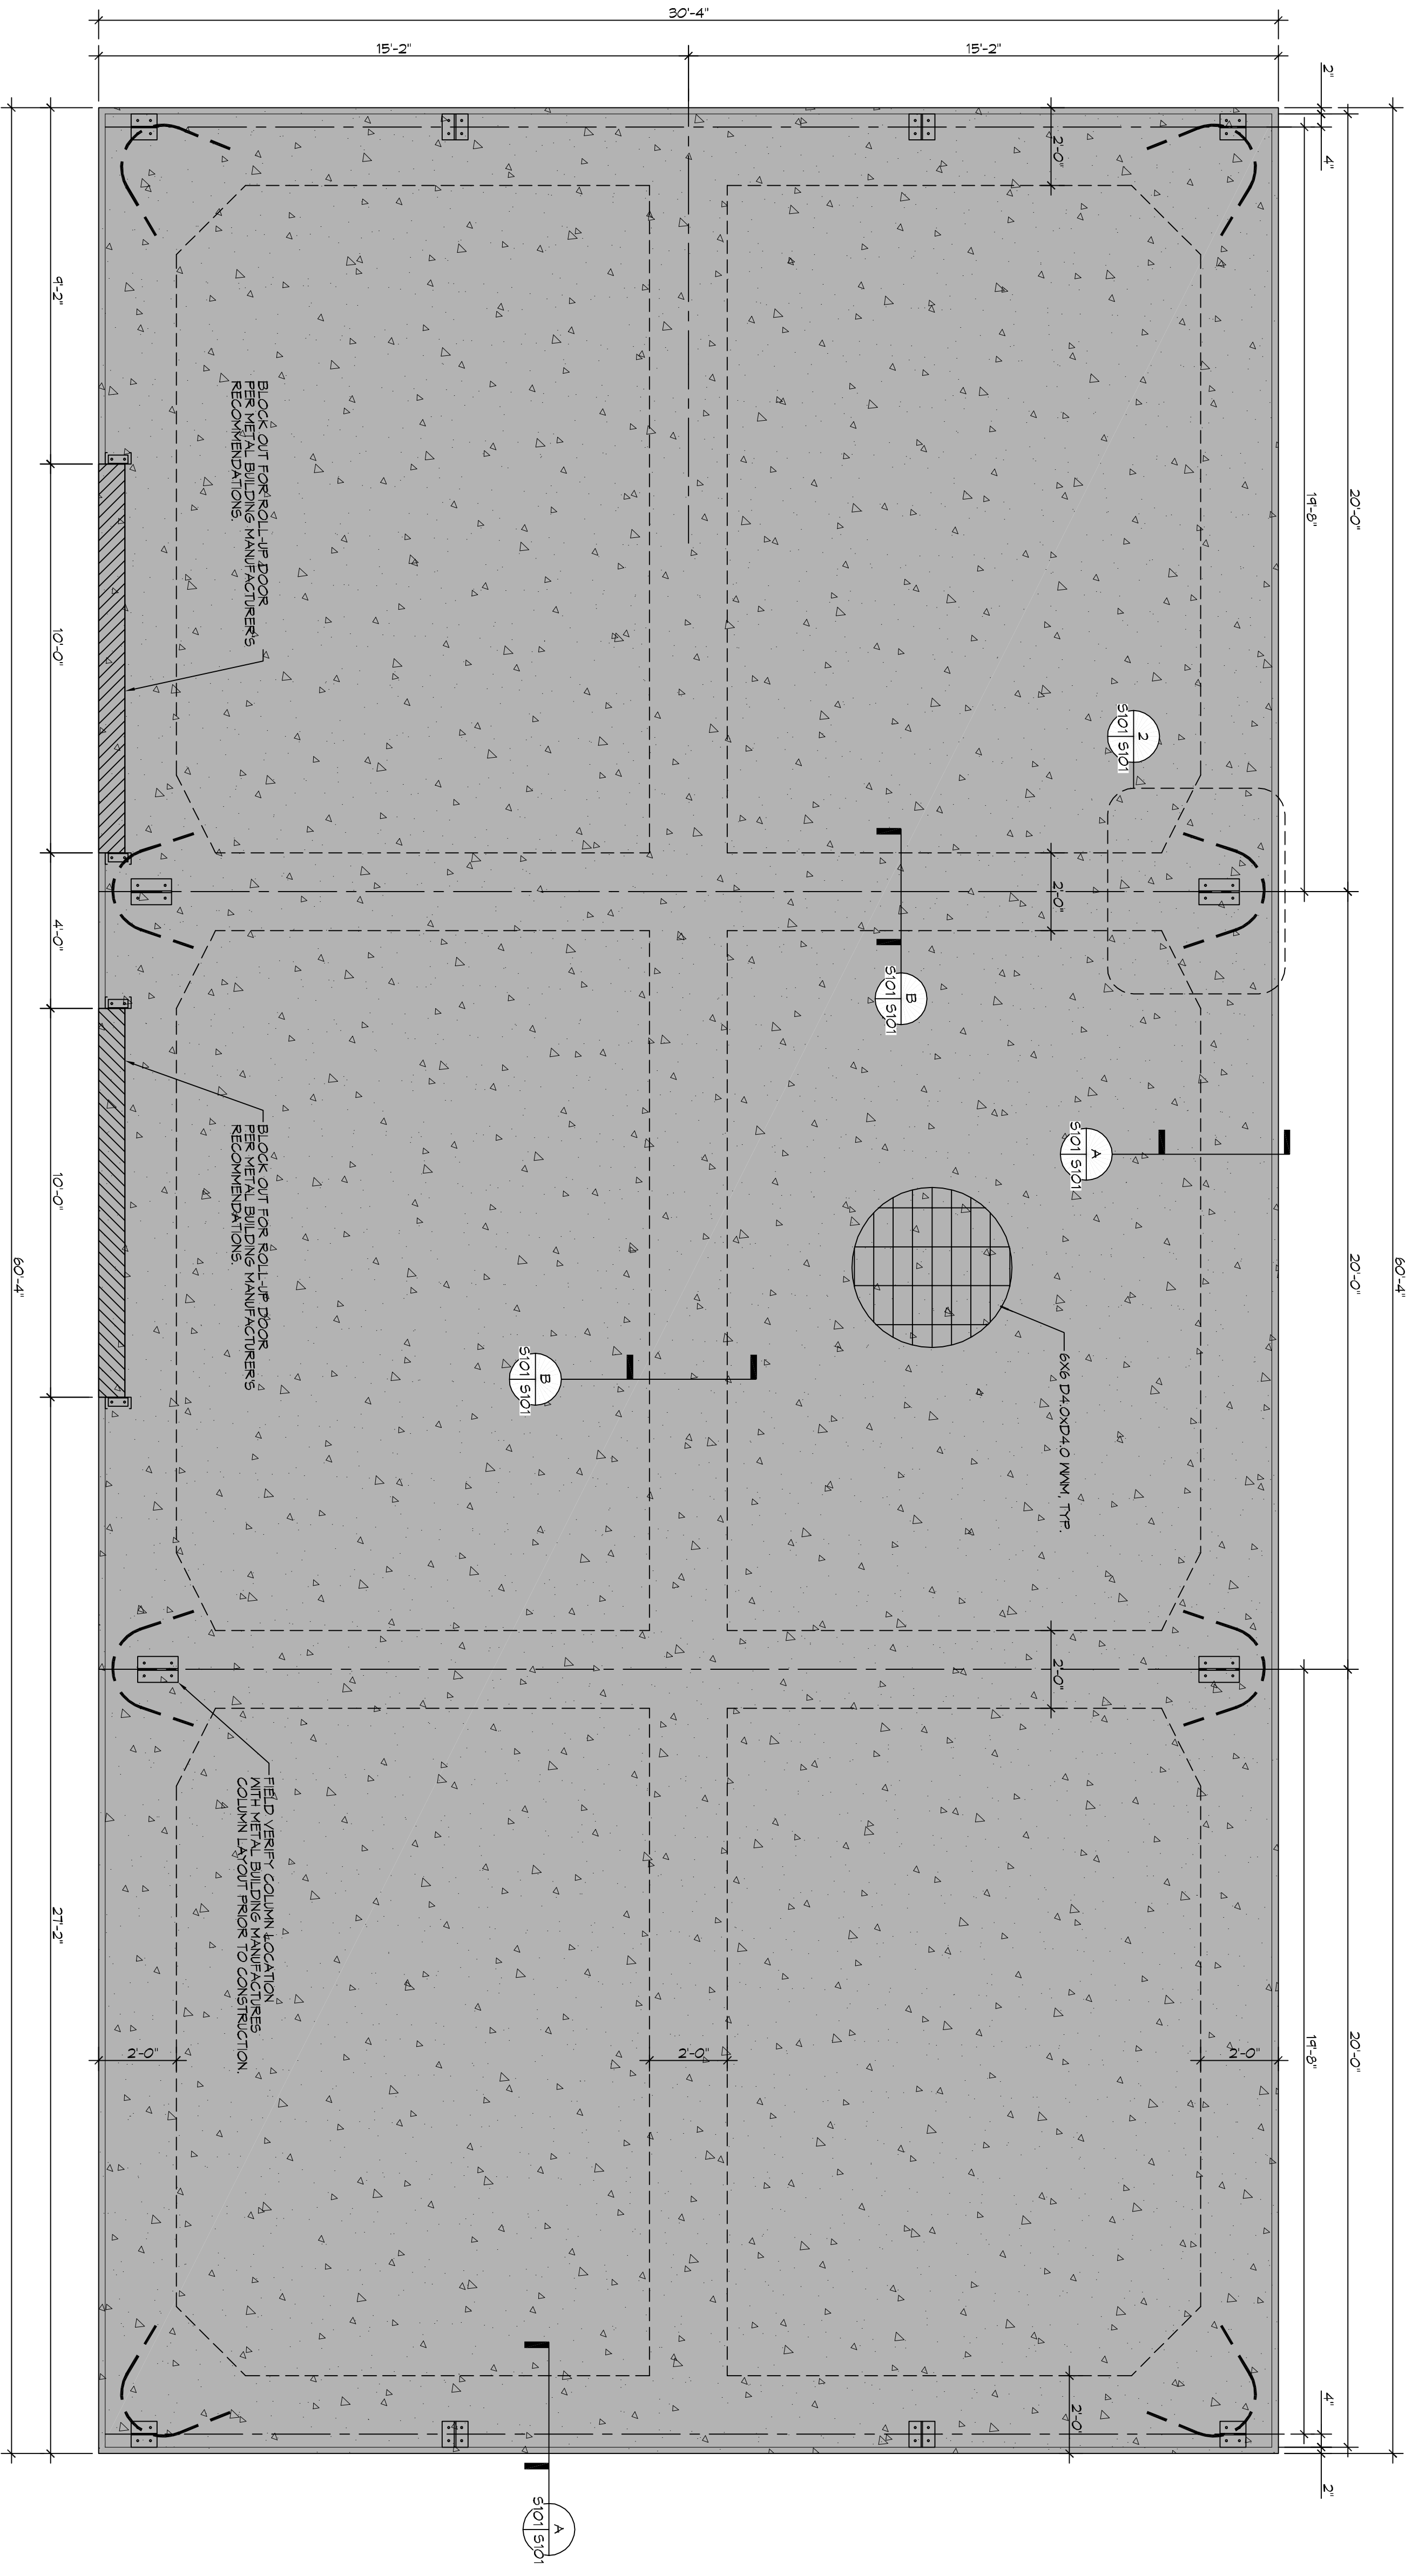 30'-4"
15'-2"
15'-2"
2"
4"
2'-0"
9'-2"
19'-8"
20'-0"
BLOCK OUT FOR ROLL-UP DOOR
PER METAL BUILDING MANUFACTURER'S
RECOMMENDATIONS.
10'-0"
2
S101 S101
2'-0"
4'-0"
B
S101 S101
A
S101 S101
BLOCK OUT FOR ROLL-UP DOOR
PER METAL BUILDING MANUFACTURER'S
RECOMMENDATIONS.
10'-0"
60'-4"
20'-0"
60'-4"
B
S101 S101
6X6 D4.0xD4.0 WWM, TYP.
2'-0"
FIELD VERIFY COLUMN LOCATION
WITH METAL BUILDING MANUFACTURES
COLUMN LAYOUT PRIOR TO CONSTRUCTION.
27'-2"
2'-0"
2'-0"
2'-0"
19'-8"
20'-0"
2'-0"
4"
2"
A
S101 S101